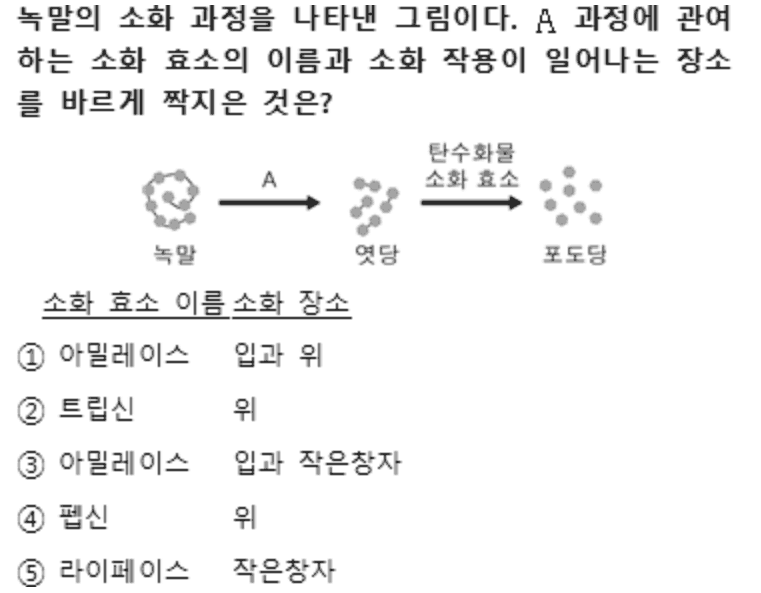 녹말의 소화 과정을 나타낸 그림이다. A 과정에 관여
하는 소화 효소의 이름과 소화 작용이 일어나는 장소
를 바르게 짝지은 것은?
탄수화물
A 소화 효소
녹말 엿당 포도당
소화 효소 이름 소화 장소
① 아밀레이스 입과 위
② 트립신 위
③ 아밀레이스 입과 작은창자
④ 펩신 위
⑤ 라이페이스 작은창자